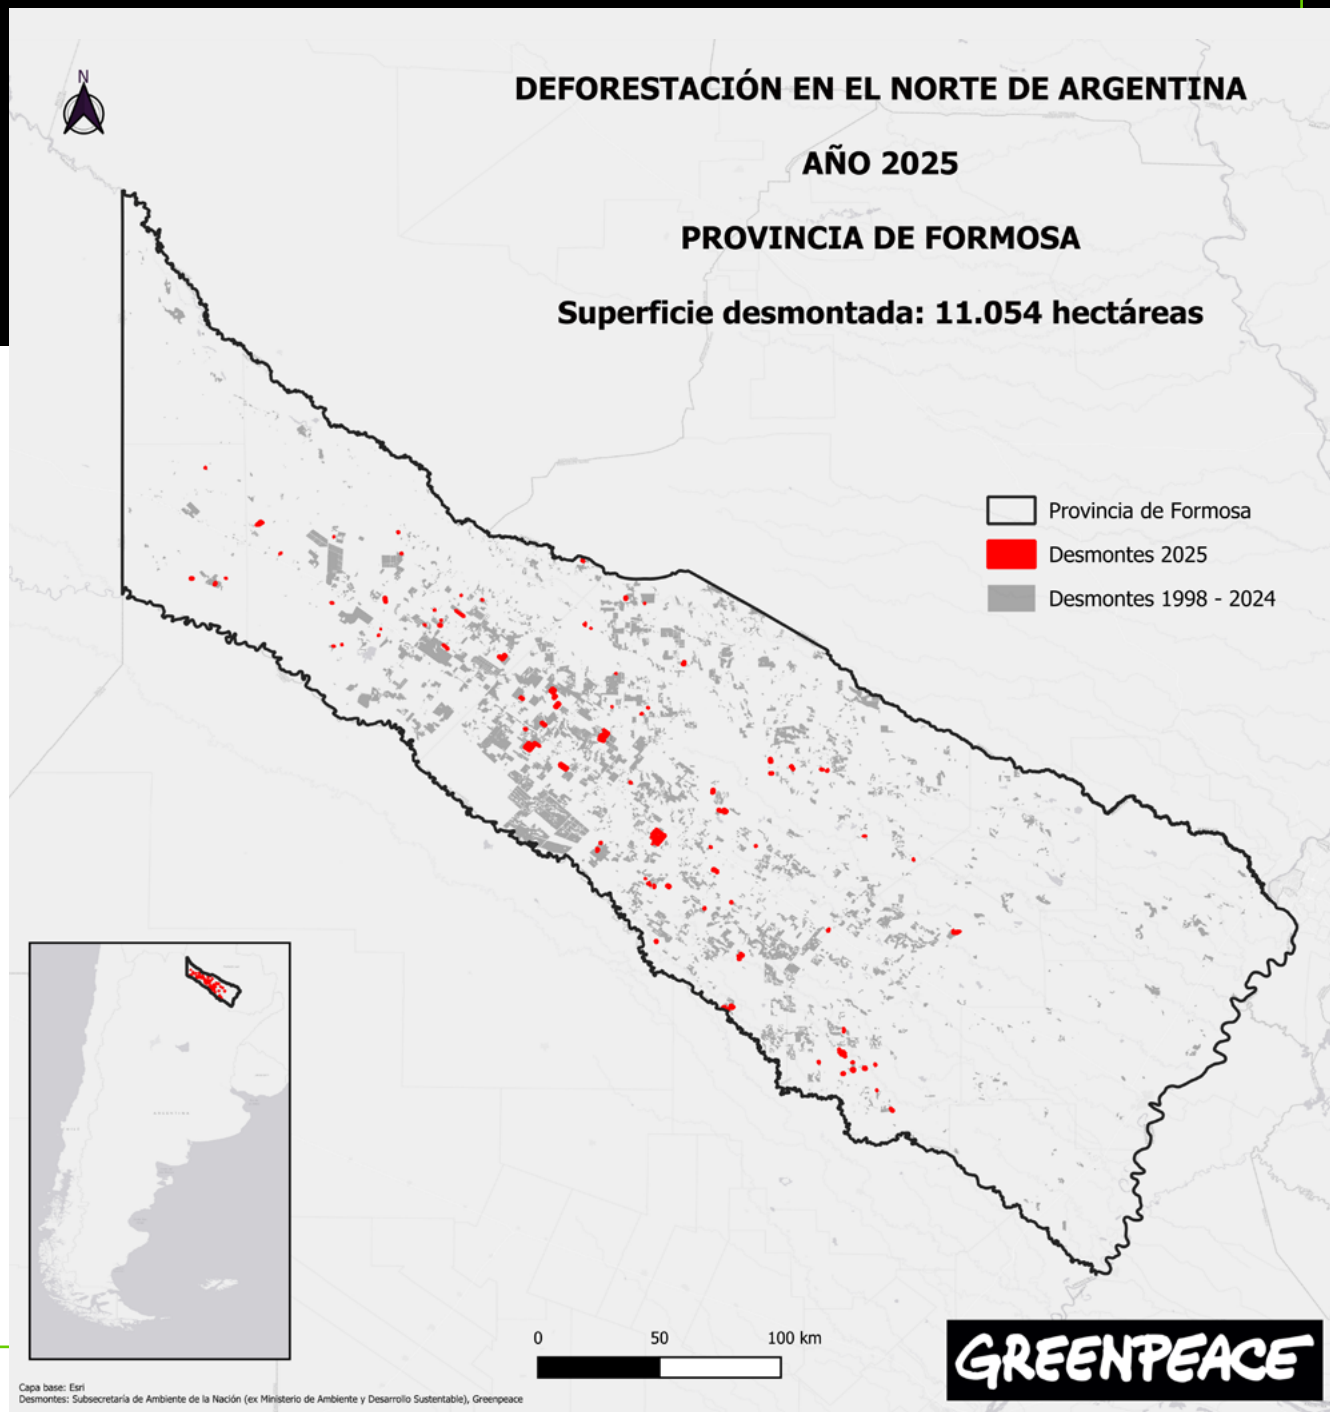 N
DEFORESTACIÓN EN EL NORTE DE ARGENTINA
AÑO 2025
PROVINCIA DE FORMOSA
Superficie desmontada: 11.054 hectáreas
Provincia de Formosa
Desmontes 2025
Desmontes 1998 - 2024
ARGENTINA
0 50 100 km
GREENPEACE
Capa base: Esri
Desmontes: Subsecretaría de Ambiente de la Nación (ex Ministerio de Ambiente y Desarrollo Sustentable), Greenpeace